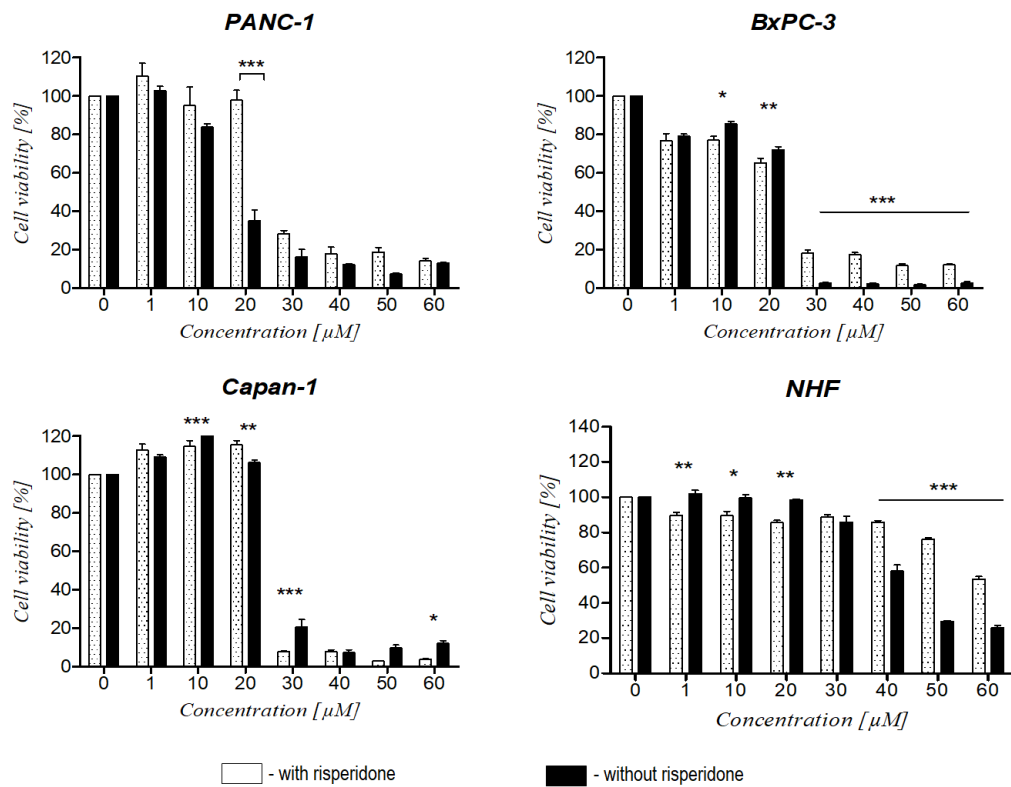 PANC-1
120
100
80
60
40
20
0
Cell viability [%]
***
0 1 10 20 30 40 50 60
Concentration [µM]
BxPC-3
120
100
80
60
40
20
0
Cell viability [%]
*
**
***
0 1 10 20 30 40 50 60
Concentration [µM]
Capan-1
120
100
80
60
40
20
0
Cell viability [%]
***
**
***
*
0 1 10 20 30 40 50 60
Concentration [µM]
NHF
140
120
100
80
60
40
20
0
Cell viability [%]
**
*
**
***
0 1 10 20 30 40 50 60
Concentration [µM]
- with risperidone
- without risperidone